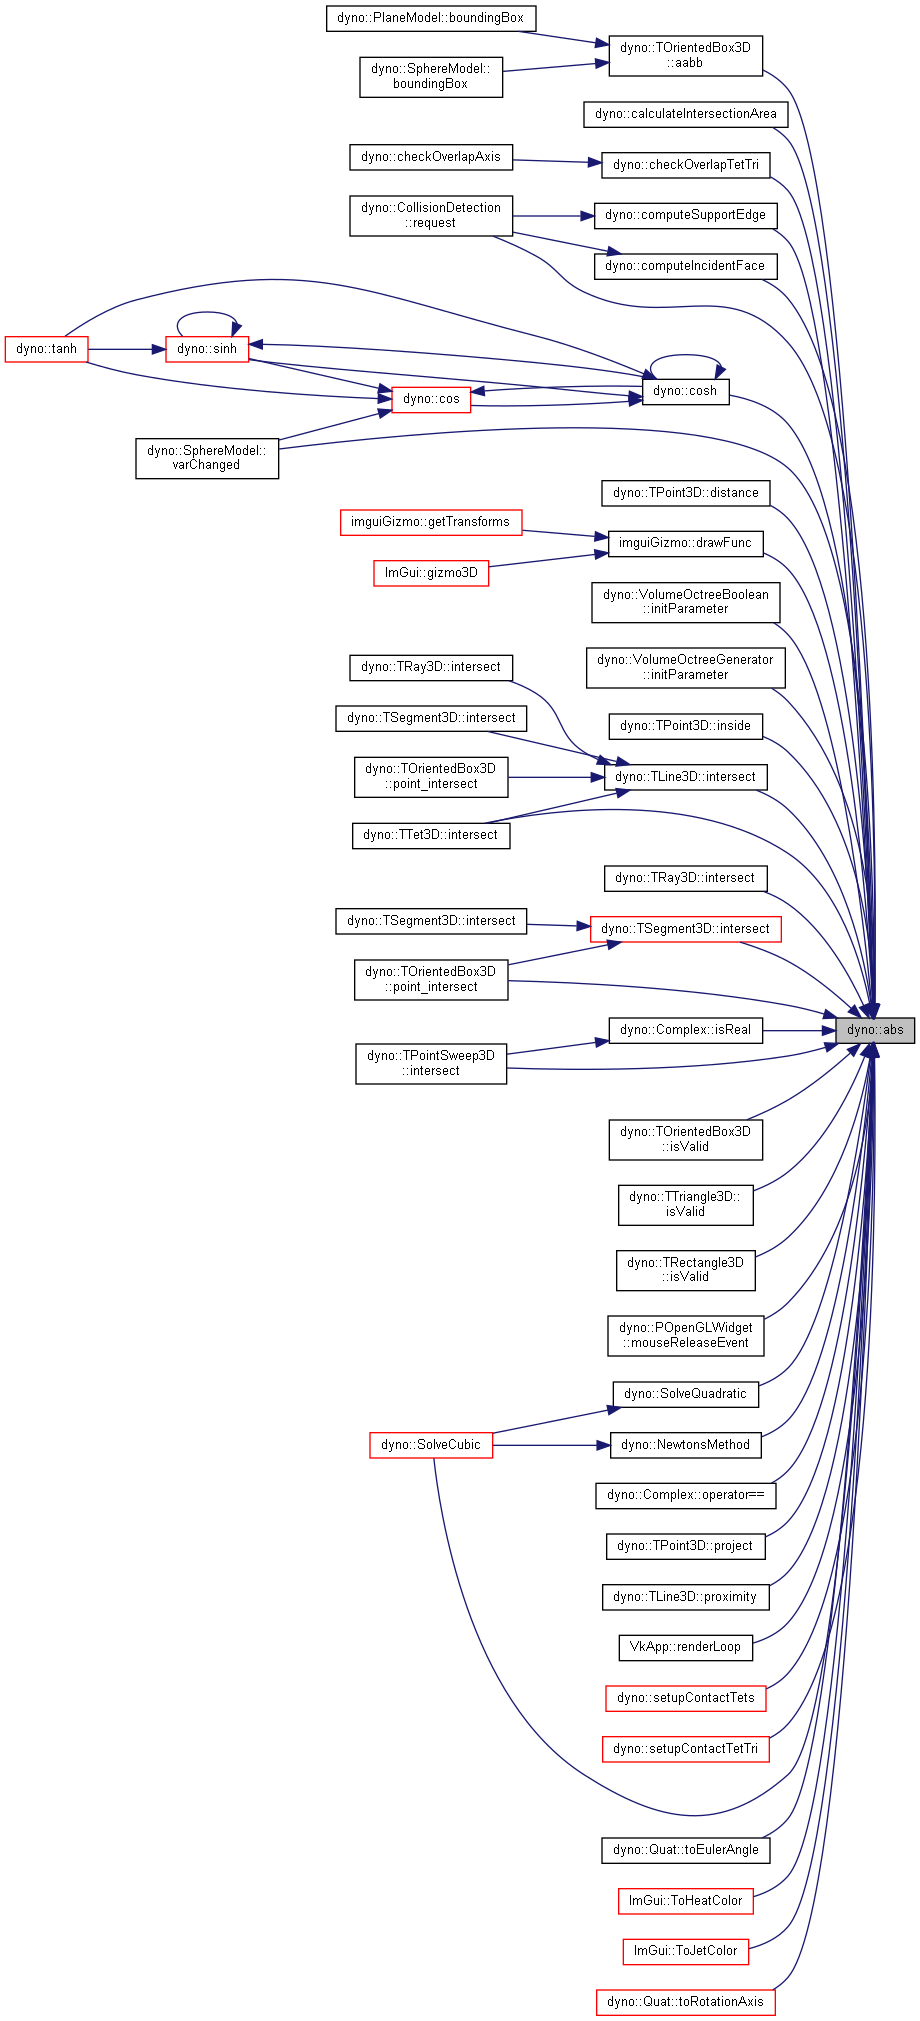 dyno::PlaneModel::boundingBox
dyno::TOrientedBox3D
::aabb
dyno::SphereModel::
boundingBox
dyno::calculateIntersectionArea
dyno::checkOverlapAxis
dyno::checkOverlapTetTri
dyno::CollisionDetection
::request
dyno::computeSupportEdge
dyno::computeIncidentFace
dyno::tanh
dyno::sinh
dyno::cos
dyno::cosh
dyno::SphereModel::
varChanged
dyno::TPoint3D::distance
imguiGizmo::getTransforms
imguiGizmo::drawFunc
ImGui::gizmo3D
dyno::VolumeOctreeBoolean
::initParameter
dyno::VolumeOctreeGenerator
::initParameter
dyno::TRay3D::intersect
dyno::TSegment3D::intersect
dyno::TPoint3D::inside
dyno::TOrientedBox3D
::point_intersect
dyno::TLine3D::intersect
dyno::TTet3D::intersect
dyno::TRay3D::intersect
dyno::TSegment3D::intersect
dyno::TSegment3D::intersect
dyno::TOrientedBox3D
::point_intersect
dyno::abs
dyno::Complex::isReal
dyno::TPointSweep3D
::intersect
dyno::TOrientedBox3D
::isValid
dyno::TTriangle3D::
isValid
dyno::TRectangle3D
::isValid
dyno::POpenGLWidget
::mouseReleaseEvent
dyno::SolveQuadratic
dyno::SolveCubic
dyno::NewtonsMethod
dyno::Complex::operator==
dyno::TPoint3D::project
dyno::TLine3D::proximity
VkApp::renderLoop
dyno::setupContactTets
dyno::setupContactTetTri
dyno::Quat::toEulerAngle
ImGui::ToHeatColor
ImGui::ToJetColor
dyno::Quat::toRotationAxis